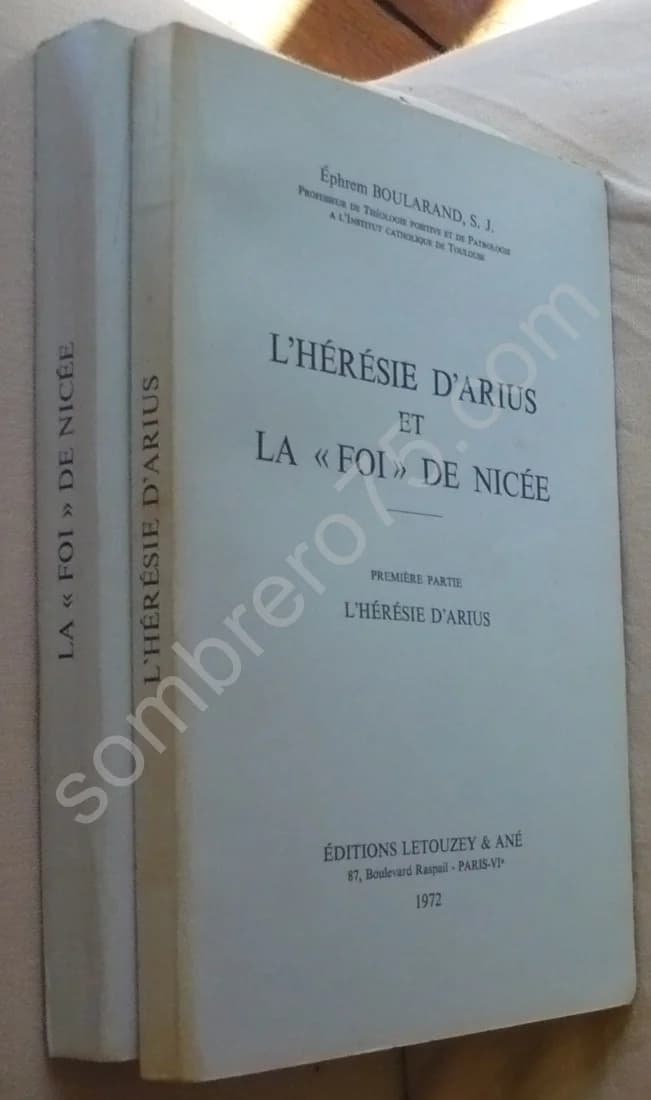 LA « FOI » DE NICÉE
L'HÉRÉSIE D'ARIUS
Éphrem BOULARAND, S. J.
PROFESSEUR DE THÉOLOGIE POSITIVE ET DE PATROLOGIE
A L'INSTITUT CATHOLIQUE DE TOULOUSE
L'HÉRÉSIE D'ARIUS
ET
LA « FOI » DE NICÉE
PREMIÈRE PARTIE
L'HÉRÉSIE D'ARIUS
ÉDITIONS LETOUZEY & ANÉ
87, Boulevard Raspail - PARIS-VIe
1972
sombrero75.com